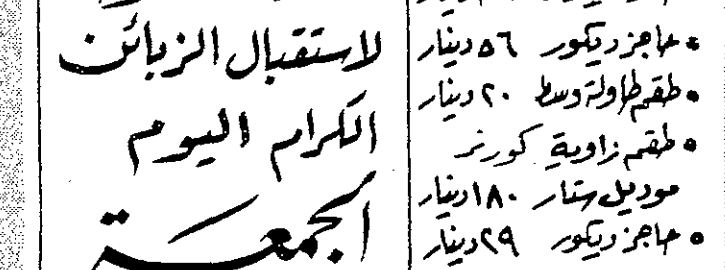 • حاجز ديكور ٥٦ دينار
• طقم طاولة وسط ٢٠ دينار
• طقم زاوية كورنر
موديل ستار ١٨٠ دينار
• حاجز ديكور ٢٩ دينار
لاستقبال الزبائن
الكرام اليوم
الجمعة